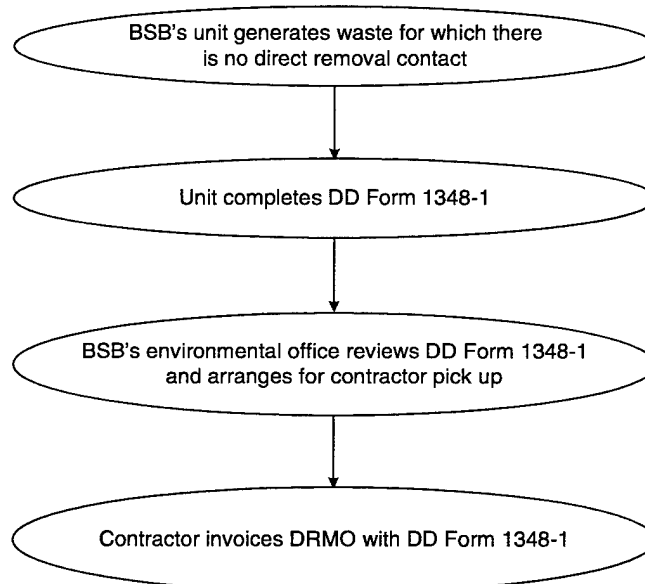 BSB's unit generates waste for which there
is no direct removal contact
Unit completes DD Form 1348-1
BSB's environmental office reviews DD Form 1348-1
and arranges for contractor pick up
Contractor invoices DRMO with DD Form 1348-1